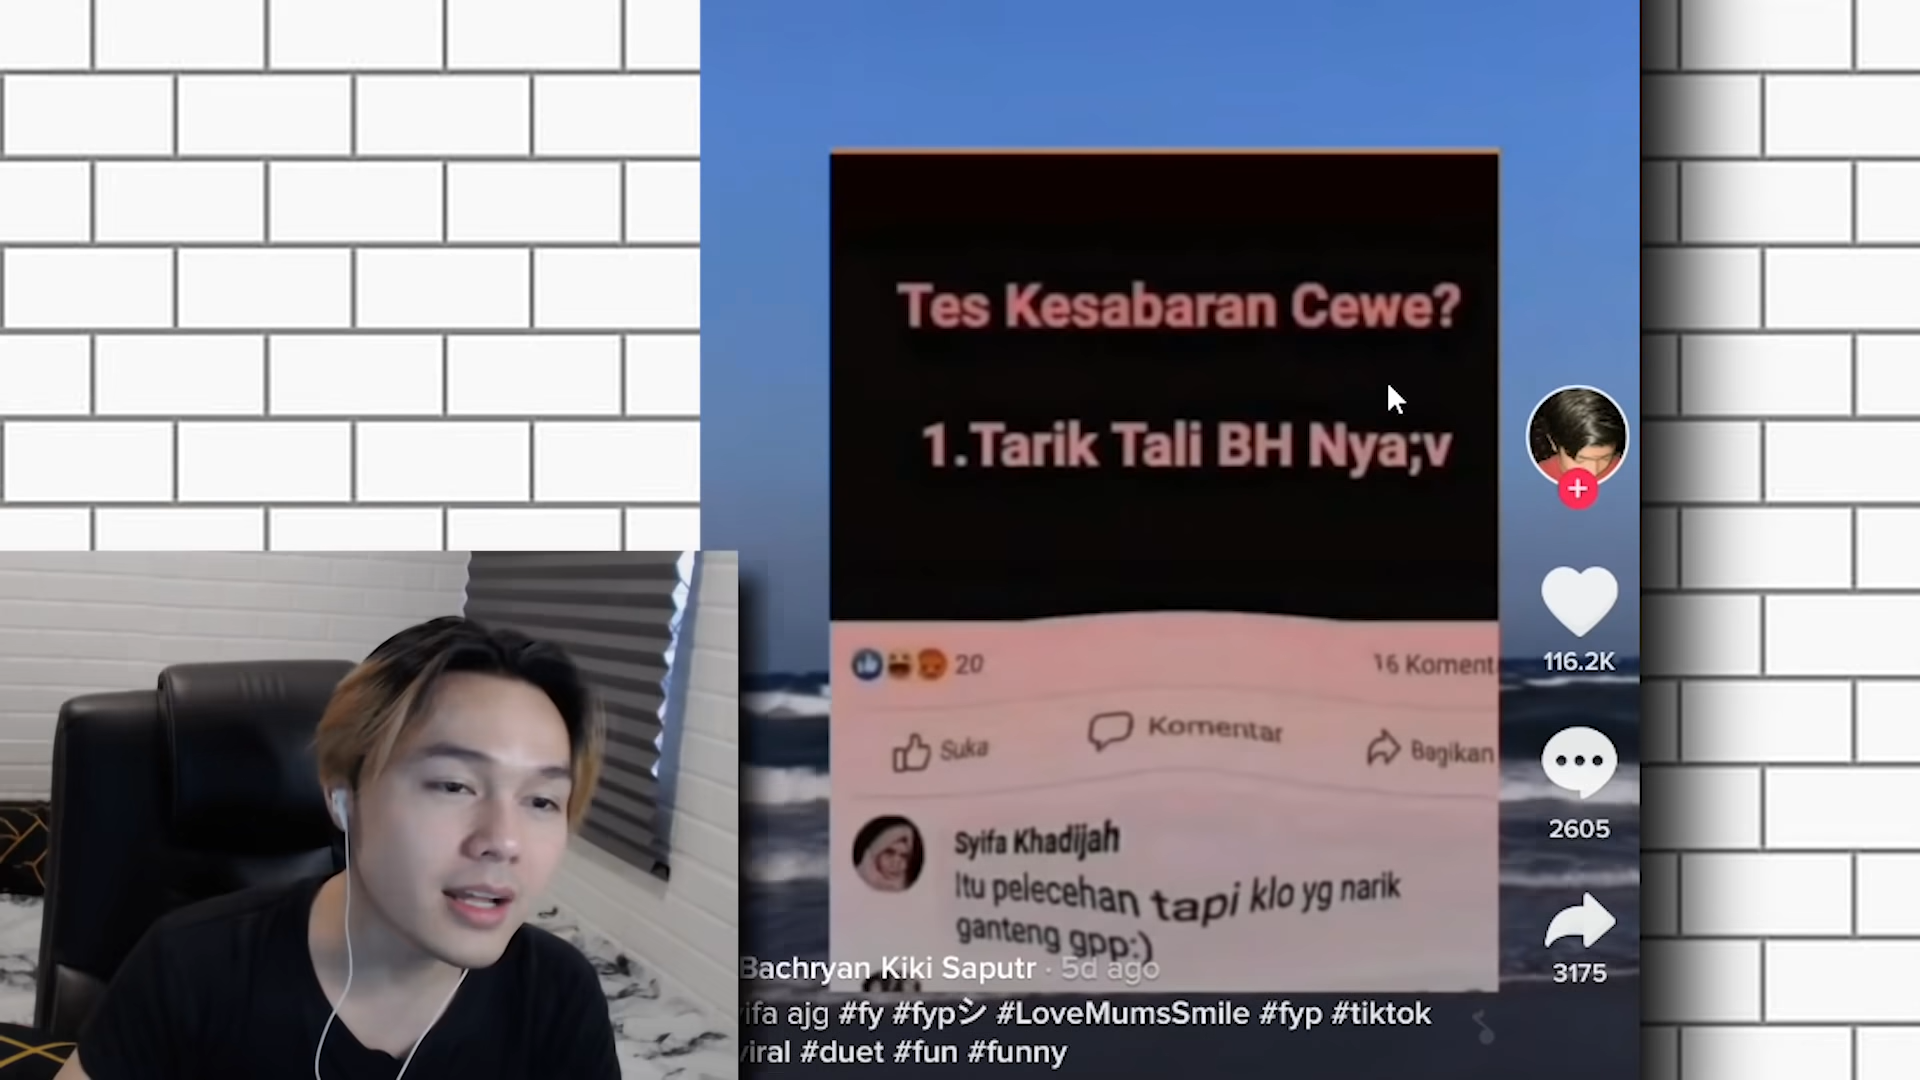 Tes Kesabaran Cewe?
1.Tarik Tali BH Nya;v
20
16 Koment
Suka
Komentar
Bagikan
Syifa Khadijah
Itu pelecehan tapi klo yg narik
ganteng gpp:)
116.2K
2605
3175
Bachryan Kiki Saputr · 5d ago
ifa ajg #fy #fypシ #LoveMumsSmile #fyp #tiktok
viral #duet #fun #funny